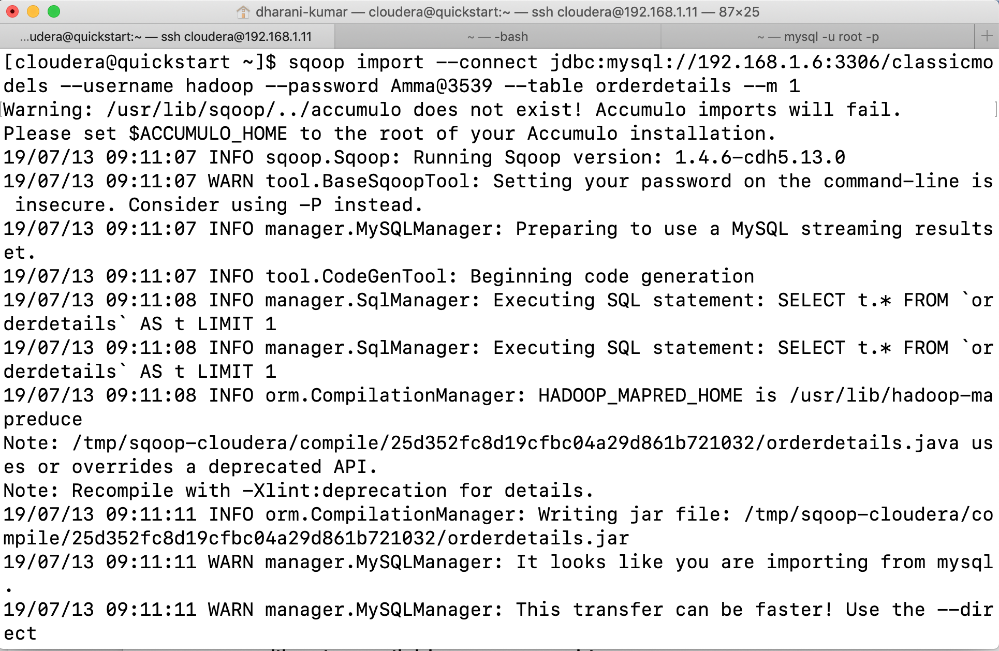 dharani-kumar — cloudera@quickstart:~ — ssh cloudera@192.168.1.11 — 87×25
...udera@quickstart:~ — ssh cloudera@192.168.1.11
~ — -bash
~ — mysql -u root -p
[cloudera@quickstart ~]$ sqoop import --connect jdbc:mysql://192.168.1.6:3306/classicmo
dels --username hadoop --password Amma@3539 --table orderdetails --m 1
Warning: /usr/lib/sqoop/../accumulo does not exist! Accumulo imports will fail.
Please set $ACCUMULO_HOME to the root of your Accumulo installation.
19/07/13 09:11:07 INFO sqoop.Sqoop: Running Sqoop version: 1.4.6-cdh5.13.0
19/07/13 09:11:07 WARN tool.BaseSqoopTool: Setting your password on the command-line is
 insecure. Consider using -P instead.
19/07/13 09:11:07 INFO manager.MySQLManager: Preparing to use a MySQL streaming results
et.
19/07/13 09:11:07 INFO tool.CodeGenTool: Beginning code generation
19/07/13 09:11:08 INFO manager.SqlManager: Executing SQL statement: SELECT t.* FROM `or
derdetails` AS t LIMIT 1
19/07/13 09:11:08 INFO manager.SqlManager: Executing SQL statement: SELECT t.* FROM `or
derdetails` AS t LIMIT 1
19/07/13 09:11:08 INFO orm.CompilationManager: HADOOP_MAPRED_HOME is /usr/lib/hadoop-ma
preduce
Note: /tmp/sqoop-cloudera/compile/25d352fc8d19cfbc04a29d861b721032/orderdetails.java us
es or overrides a deprecated API.
Note: Recompile with -Xlint:deprecation for details.
19/07/13 09:11:11 INFO orm.CompilationManager: Writing jar file: /tmp/sqoop-cloudera/co
mpile/25d352fc8d19cfbc04a29d861b721032/orderdetails.jar
19/07/13 09:11:11 WARN manager.MySQLManager: It looks like you are importing from mysql
.
19/07/13 09:11:11 WARN manager.MySQLManager: This transfer can be faster! Use the --dir
ect